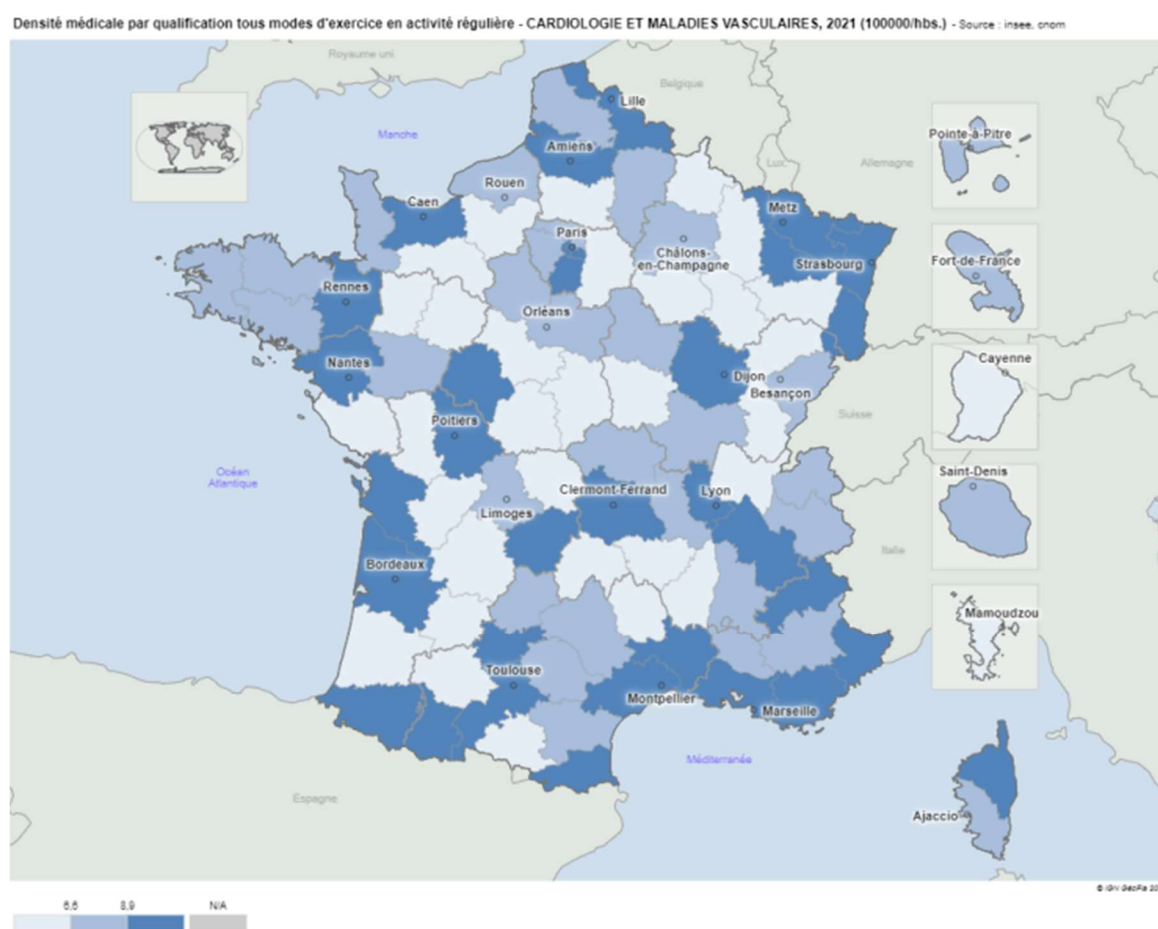 Densité médicale par qualification tous modes d'exercice en activité régulière - CARDIOLOGIE ET MALADIES VASCULAIRES, 2021 (100000/hbs.) - Source : insee, cnom
Royaume uni
Belgique
Lille
Manche
Pointe-à-Pitre
Amiens
Lux.
Allemagne
Rouen
Caen
Metz
Paris
Châlons-
en-Champagne
Strasbourg
Fort-de-France
Rennes
Orléans
Cayenne
Nantes
Dijon
Besançon
Suisse
Poitiers
Océan
Atlantique
Saint-Denis
Clermont-Ferrand
Lyon
Limoges
Italie
Bordeaux
Mamoudzou
Toulouse
Montpellier
Marseille
Méditerranée
Espagne
Ajaccio
© IGN GéoFla 20
6,6
8,9
N/A